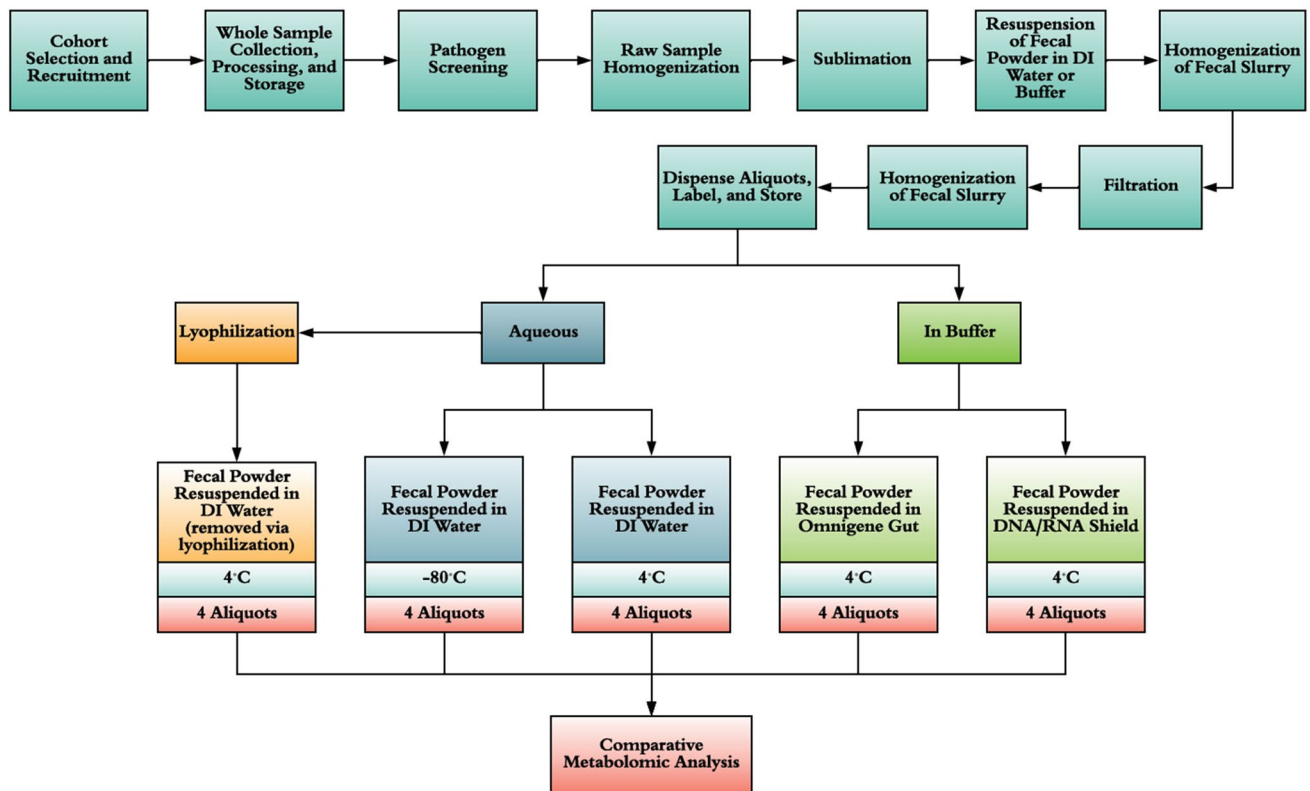 Cohort
Selection and
Recruitment
Whole Sample
Collection,
Processing, and
Storage
Pathogen
Screening
Raw Sample
Homogenization
Sublimation
Resuspension
of Fecal
Powder in DI
Water or
Buffer
Homogenization
of Fecal Slurry
Dispense Aliquots,
Label, and Store
Homogenization
of Fecal Slurry
Filtration
Lyophilization
Aqueous
In Buffer
Fecal Powder
Resuspended in
DI Water
(removed via
lyophilization)
4°C
4 Aliquots
Fecal Powder
Resuspended in
DI Water
-80°C
4 Aliquots
Fecal Powder
Resuspended in
DI Water
4°C
4 Aliquots
Fecal Powder
Resuspended in
Omnigene Gut
4°C
4 Aliquots
Fecal Powder
Resuspended in
DNA/RNA Shield
4°C
4 Aliquots
Comparative
Metabolomic Analysis